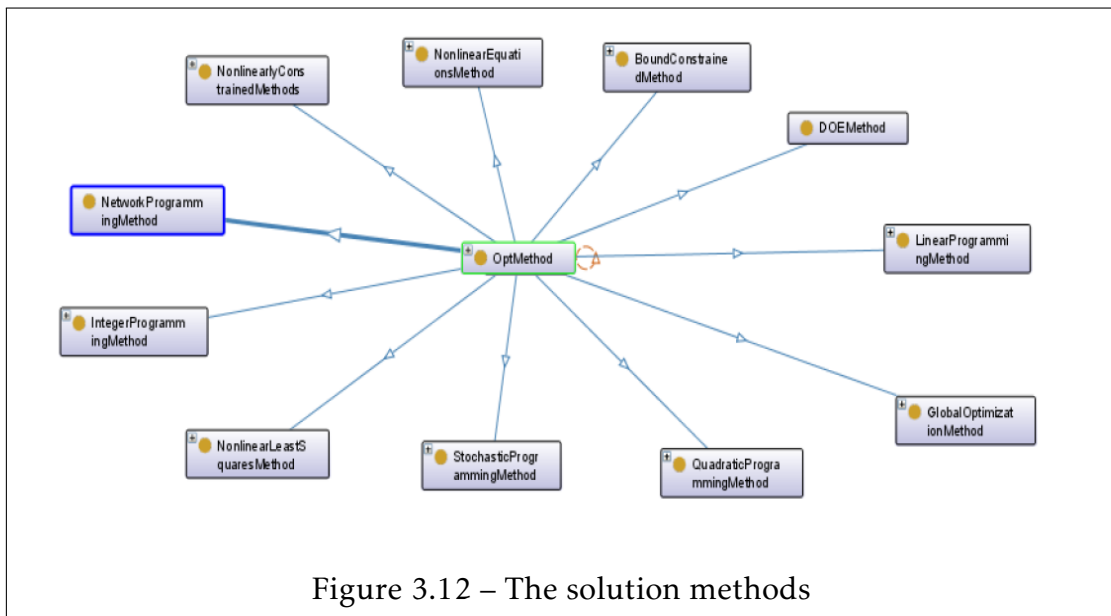 NonlinearlyCons
trainedMethods
NonlinearEquati
onsMethod
BoundConstraine
dMethod
DOEMethod
NetworkProgramm
ingMethod
OptMethod
LinearProgrammi
ngMethod
IntegerProgramm
ingMethod
GlobalOptimizat
ionMethod
NonlinearLeastS
quaresMethod
StochasticProgr
ammingMethod
QuadraticProgra
mmingMethod
Figure 3.12 – The solution methods